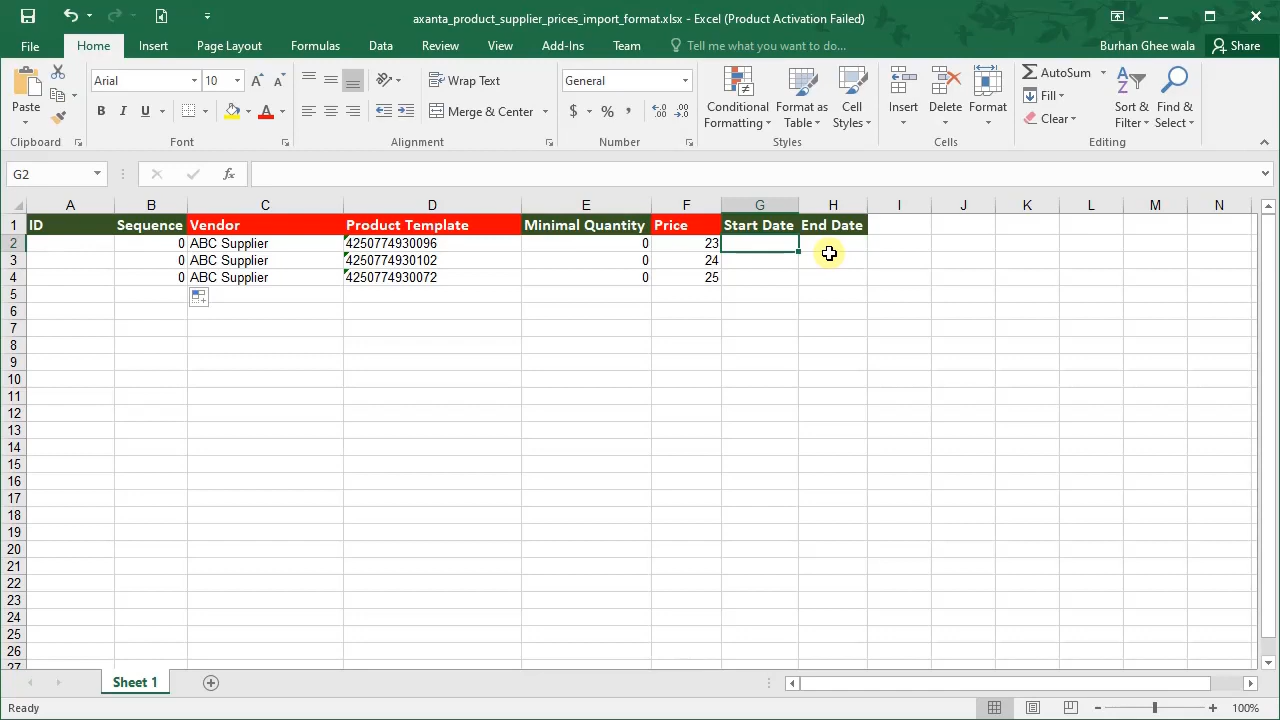 axanta_product_supplier_prices_import_format.xlsx - Excel (Product Activation Failed)
File Home Insert Page Layout Formulas Data Review View Add-Ins Team Tell me what you want to do... Burhan Ghee wala Share
Paste
Clipboard
Arial 10
B I U
Font
Wrap Text
Merge & Center
Alignment
General
$ % ,
Number
Conditional Formatting
Format as Table
Cell Styles
Styles
Insert Delete Format
Cells
AutoSum
Fill
Clear
Sort & Filter
Find & Select
Editing
G2 fx
A B C D E F G H I J K L M N
1 ID Sequence Vendor Product Template Minimal Quantity Price Start Date End Date
2 0 ABC Supplier 4250774930096 0 23
3 0 ABC Supplier 4250774930102 0 24
4 0 ABC Supplier 4250774930072 0 25
5
6
7
8
9
10
11
12
13
14
15
16
17
18
19
20
21
22
23
24
25
26
27
Sheet 1
Ready 100%